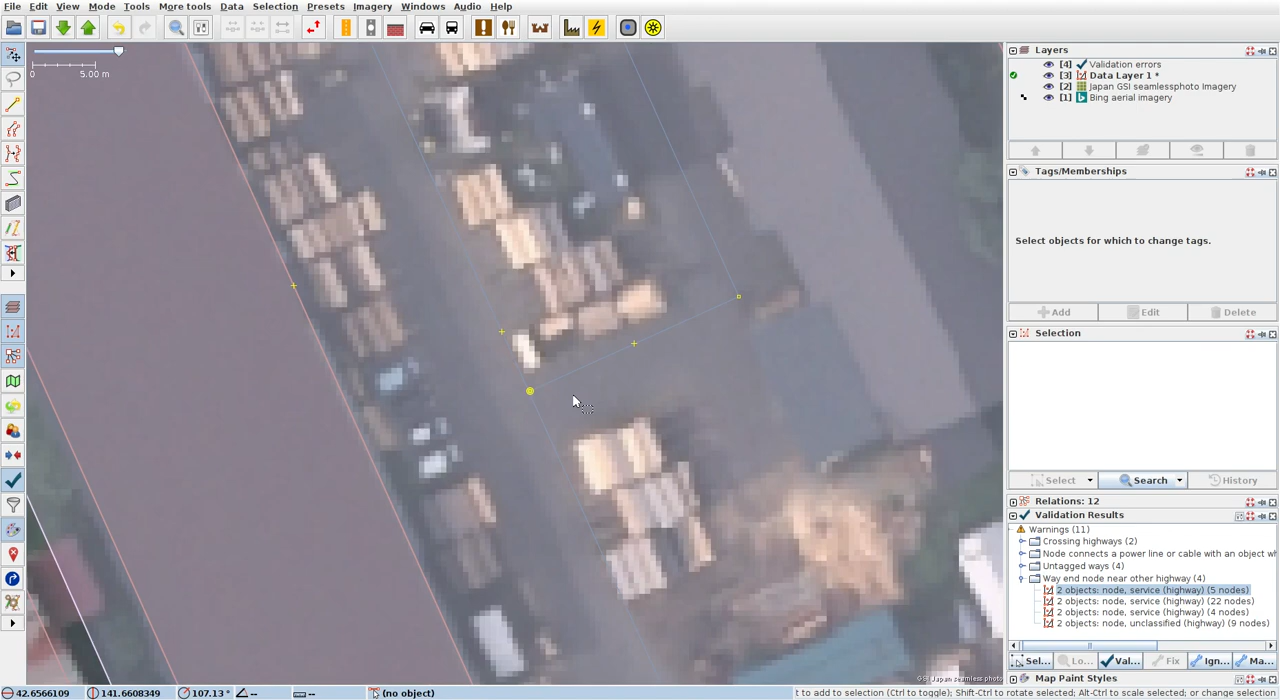 File Edit View Mode Tools More tools Data Selection Presets Imagery Windows Audio Help
0 5.00 m
Layers
[4] Validation errors
[3] Data Layer 1 *
[2] Japan GSI seamlessphoto Imagery
[1] Bing aerial imagery
Tags/Memberships
Select objects for which to change tags.
Add Edit Delete
Selection
Select Search History
Relations: 12
Validation Results
Warnings (11)
Crossing highways (2)
Node connects a power line or cable with an object wh
Untagged ways (4)
Way end node near other highway (4)
2 objects: node, service (highway) (5 nodes)
2 objects: node, service (highway) (22 nodes)
2 objects: node, service (highway) (4 nodes)
2 objects: node, unclassified (highway) (9 nodes)
Sel... Lo... Val... Fix Ign... Ma...
Map Paint Styles
GSI Japan seamless photo
42.6566109 141.6608349 107.13 ° -- -- (no object) t to add to selection (Ctrl to toggle); Shift-Ctrl to rotate selected; Alt-Ctrl to scale selected; or change selection